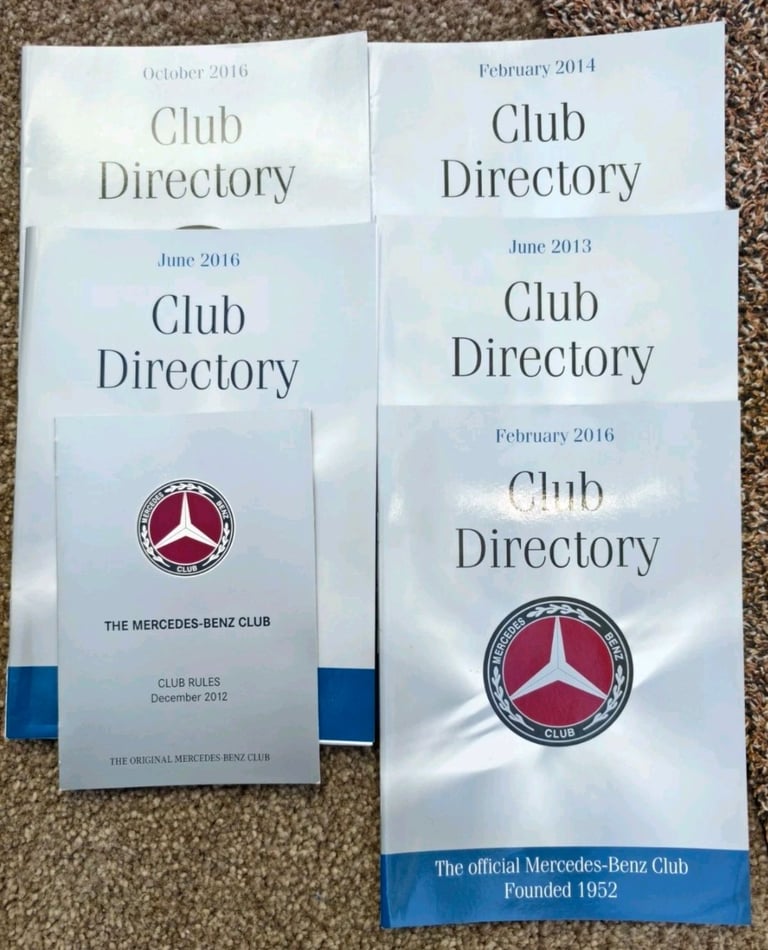 October 2016
Club
Directory
February 2014
Club
Directory
June 2016
Club
Directory
June 2013
Club
Directory
MERCEDES BENZ
CLUB
THE MERCEDES-BENZ CLUB
CLUB RULES
December 2012
THE ORIGINAL MERCEDES-BENZ CLUB
February 2016
Club
Directory
MERCEDES BENZ
CLUB
The official Mercedes-Benz Club
Founded 1952